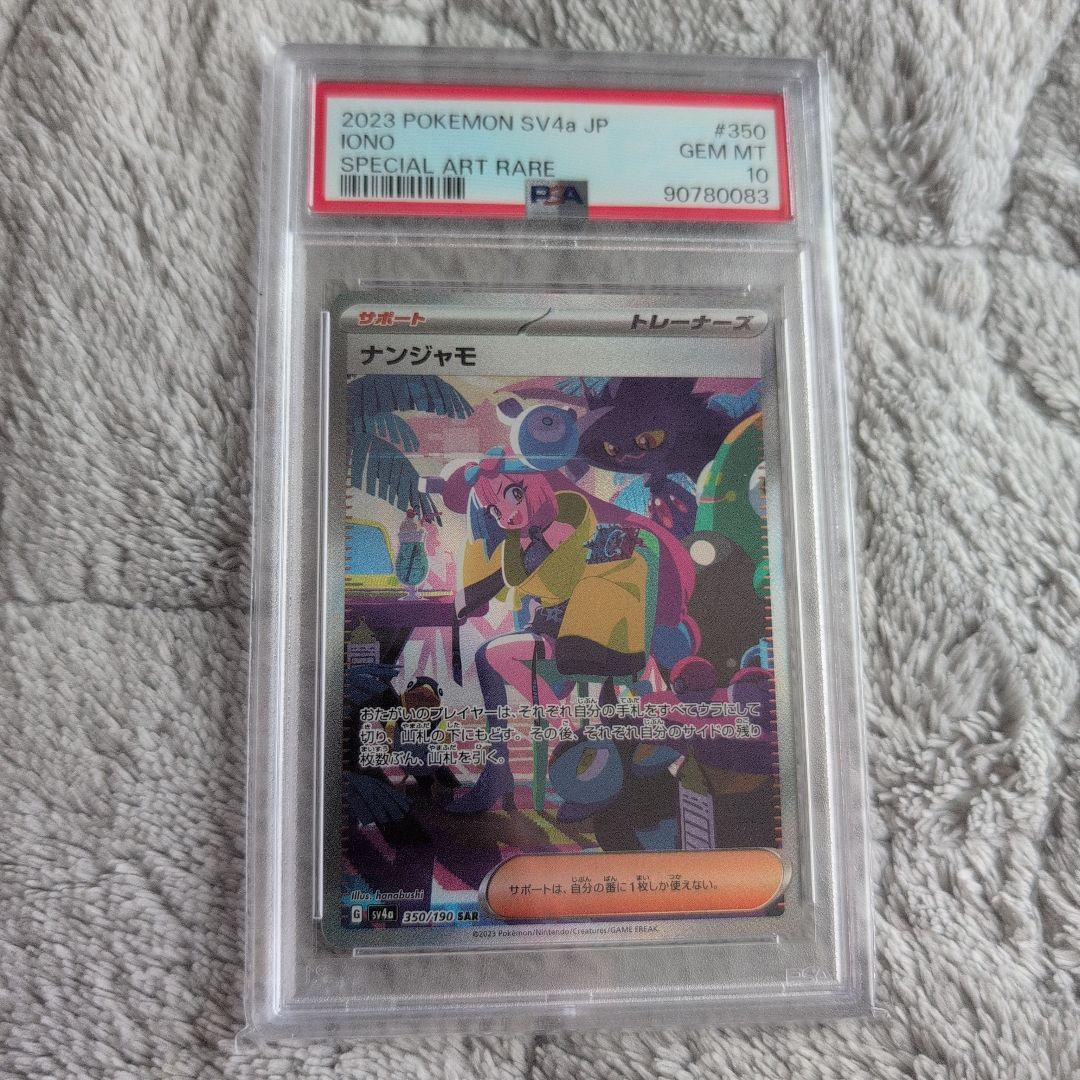 2023 POKEMON SV4a JP #350
IONO GEM MT
SPECIAL ART RARE 10
PSA 90780083
サポート トレーナーズ
ナンジャモ
おたがいのプレイヤーは、それぞれ自分の手札をすべてウラにして
切り、山札の下にもどす。その後、それぞれ自分のサイドの残り
枚数ぶん、山札を引く。
サポートは、自分の番に1枚しか使えない。
Illus. hanabushi
G sv4a 350/190 SAR
©2023 Pokémon/Nintendo/Creatures/GAME FREAK.
PSA